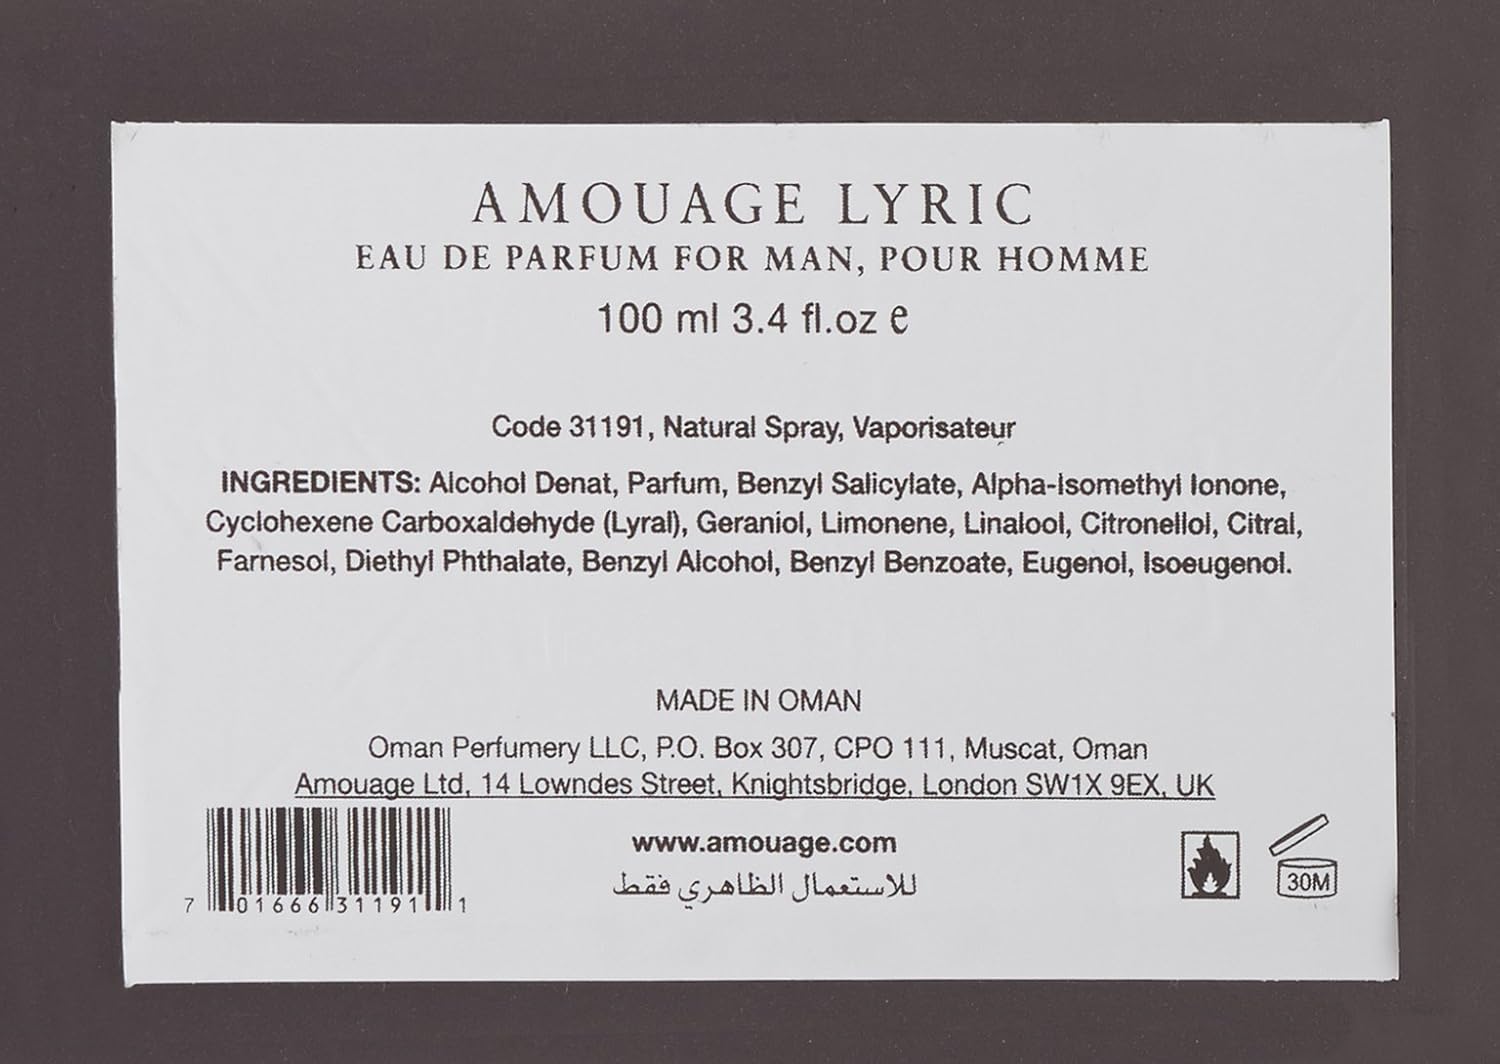 AMOUAGE LYRIC
EAU DE PARFUM FOR MAN, POUR HOMME
100 ml 3.4 fl.oz e
Code 31191, Natural Spray, Vaporisateur
INGREDIENTS: Alcohol Denat, Parfum, Benzyl Salicylate, Alpha-Isomethyl Ionone,
Cyclohexene Carboxaldehyde (Lyral), Geraniol, Limonene, Linalool, Citronellol, Citral,
Farnesol, Diethyl Phthalate, Benzyl Alcohol, Benzyl Benzoate, Eugenol, Isoeugenol.
MADE IN OMAN
Oman Perfumery LLC, P.O. Box 307, CPO 111, Muscat, Oman
Amouage Ltd, 14 Lowndes Street, Knightsbridge, London SW1X 9EX, UK
www.amouage.com
للاستعمال الظاهري فقط
7 01666 31191 1
30M